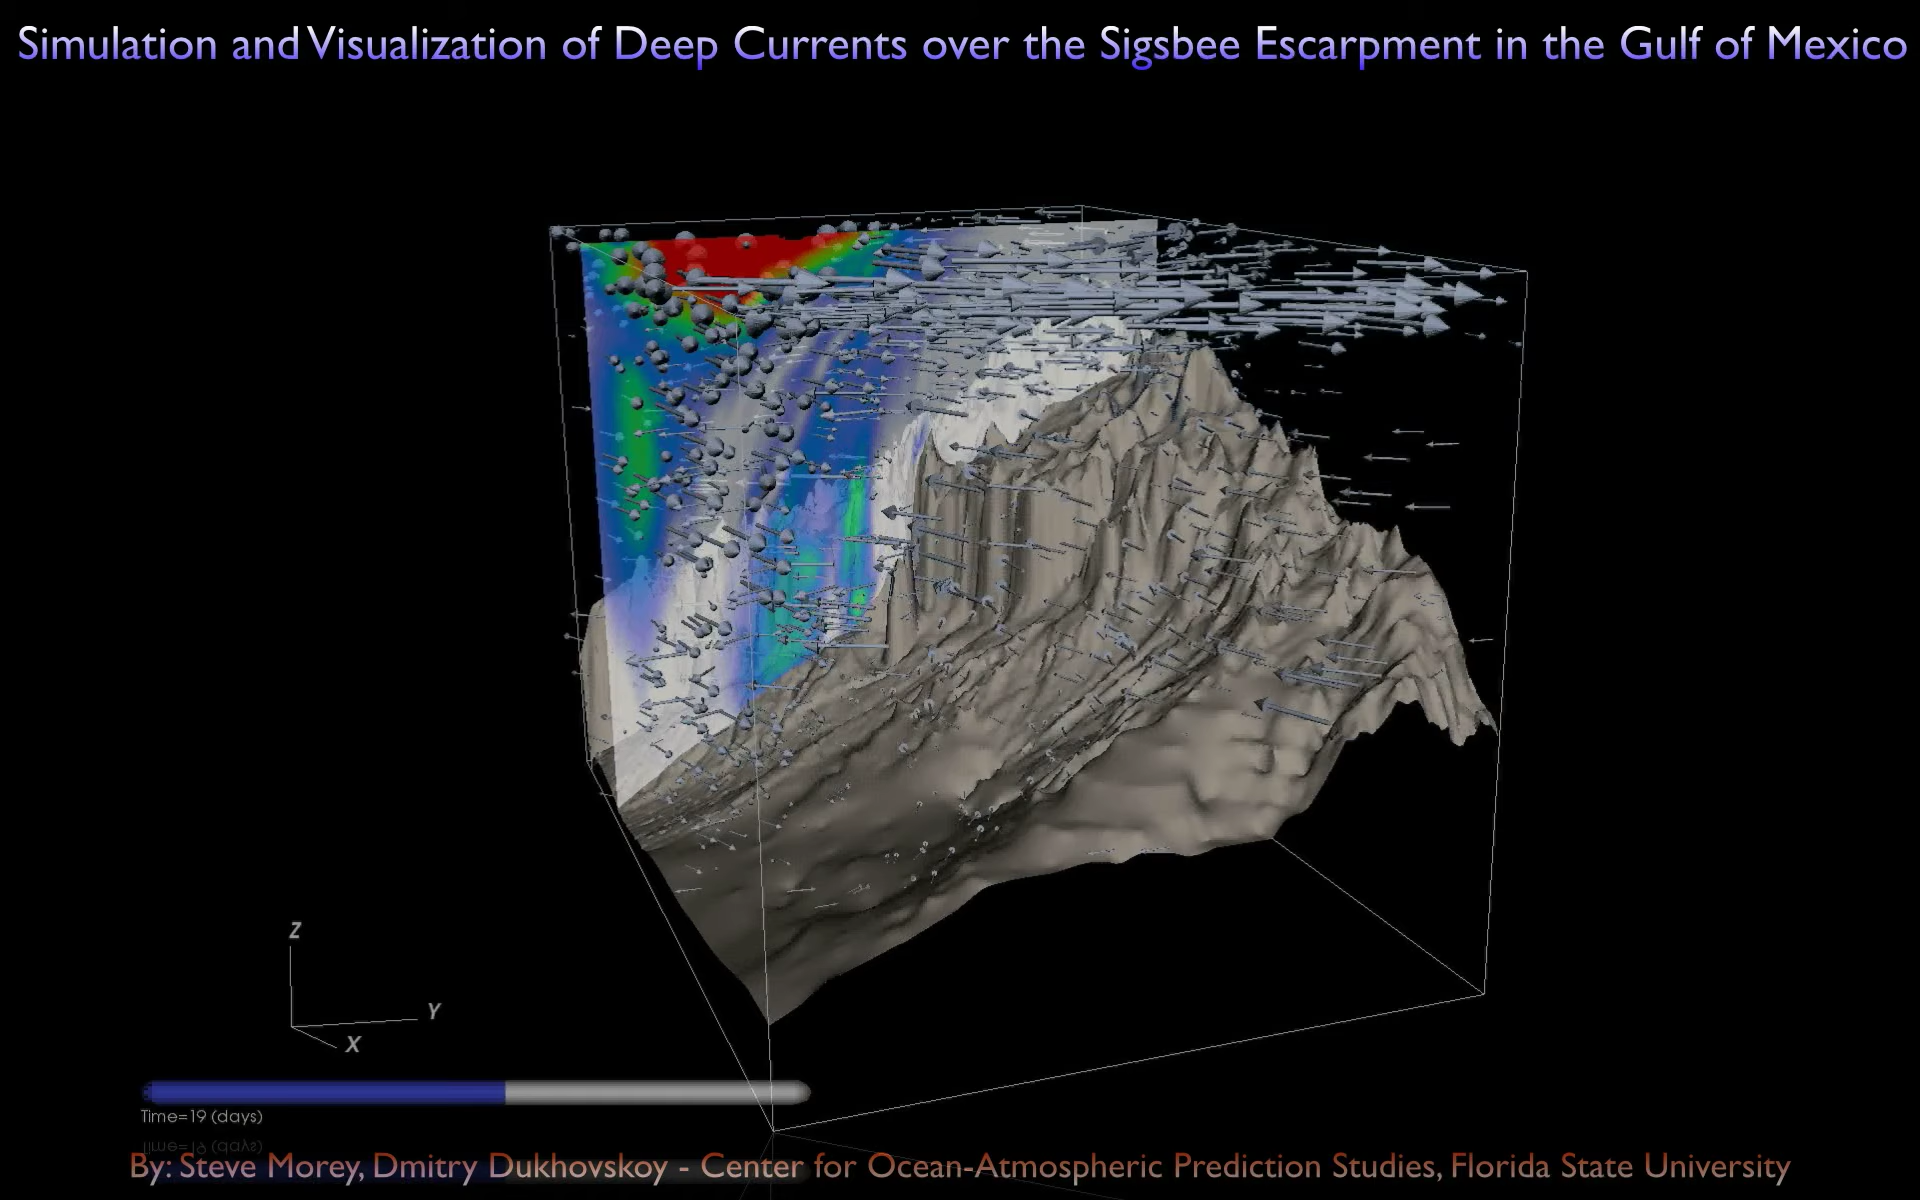 Simulation and Visualization of Deep Currents over the Sigsbee Escarpment in the Gulf of Mexico
Z
Y
X
Time=19 (days)
By: Steve Morey, Dmitry Dukhovskoy - Center for Ocean-Atmospheric Prediction Studies, Florida State University